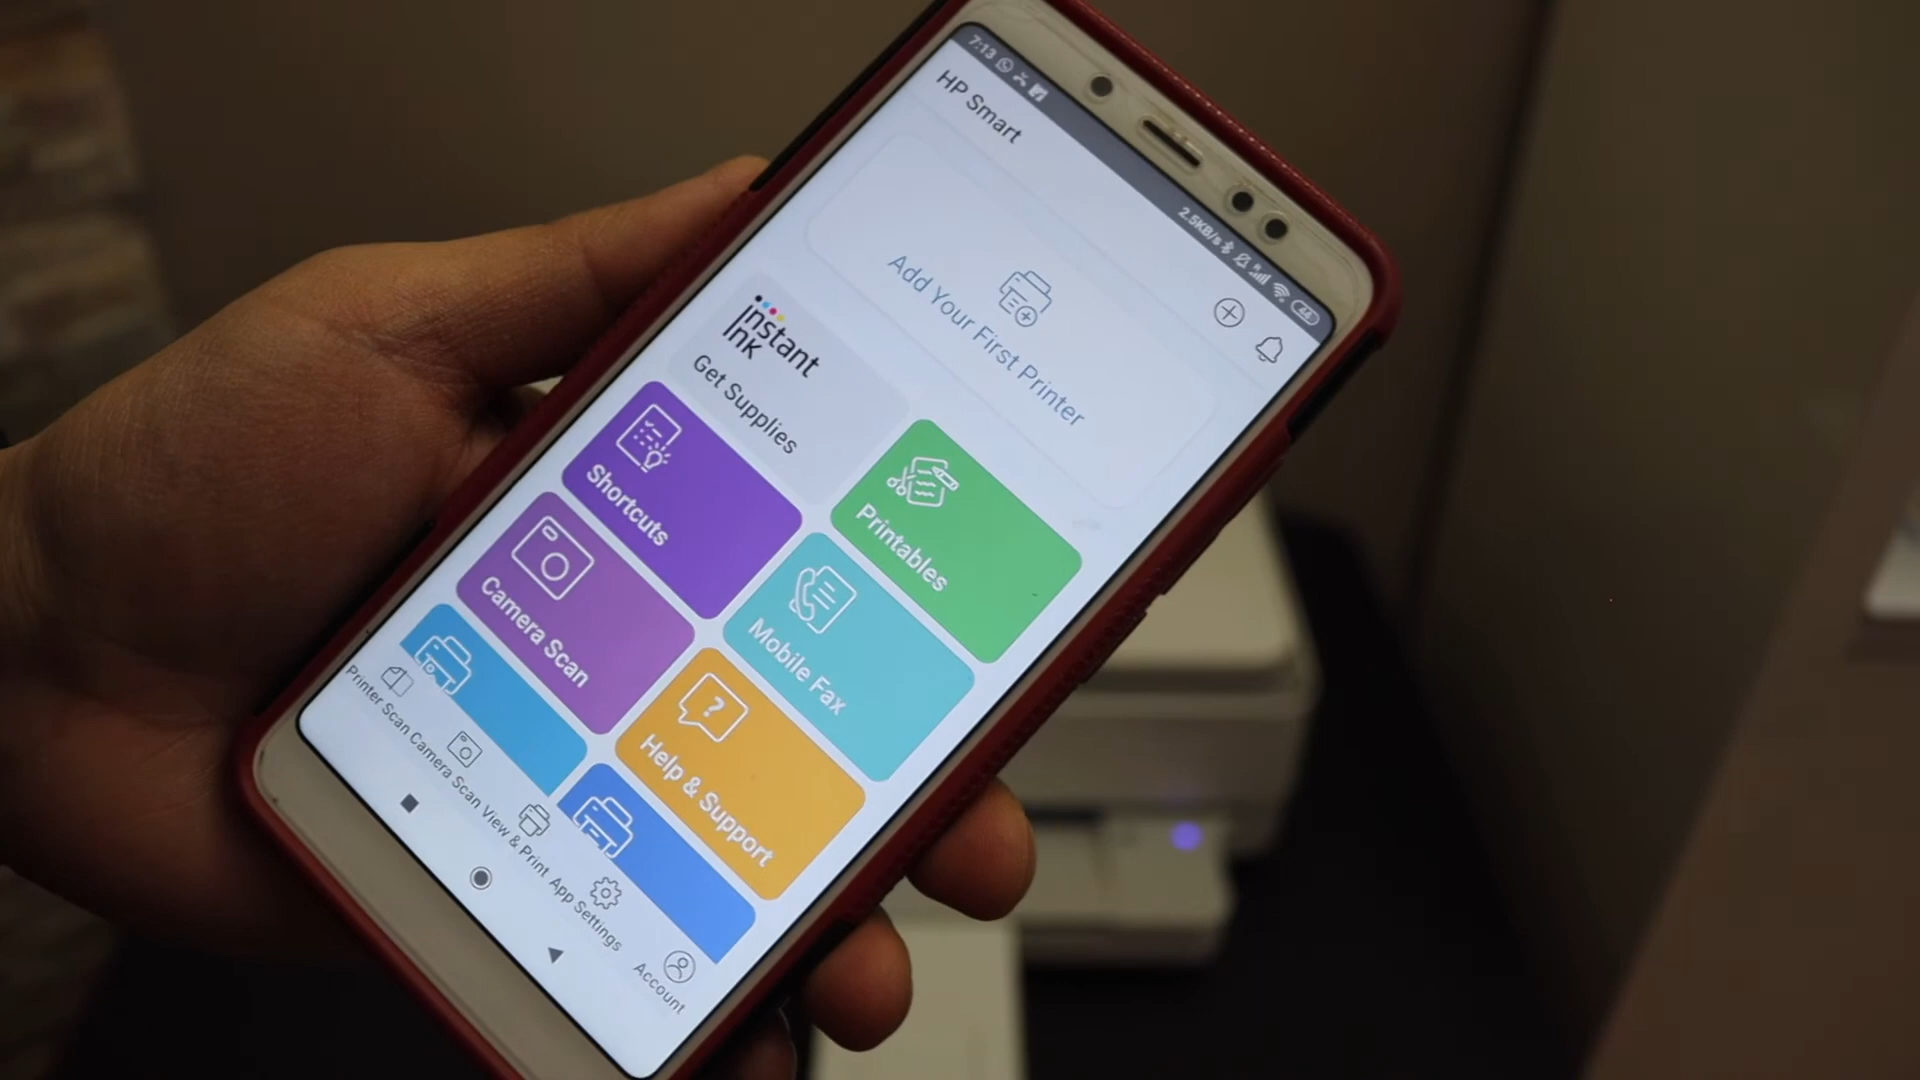 7:13
2.5KB/s
44
HP Smart
Add Your First Printer
instant
ink
Get Supplies
Printables
Shortcuts
Mobile Fax
Camera Scan
Help & Support
Printer Scan
Camera Scan
View & Print
App Settings
Account